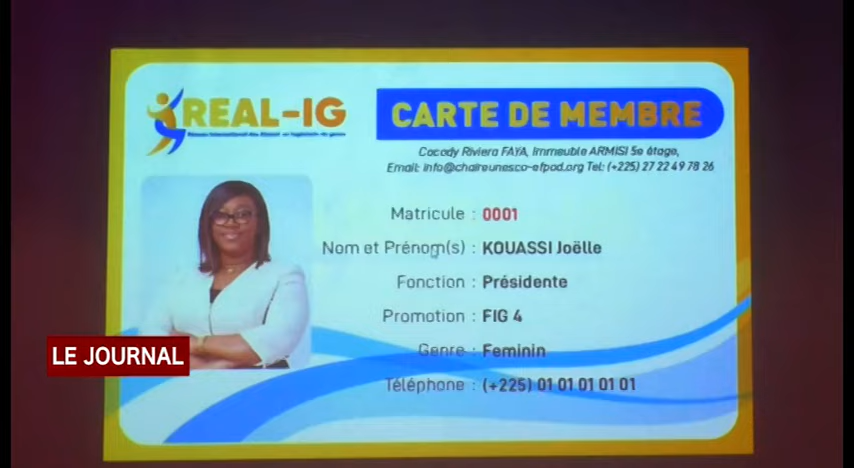 REAL-IG
CARTE DE MEMBRE
Cocody Riviera FAYA, Immeuble ARMISI 5e étage,
Email: info@chaireunesco-efpod.org Tel: (+225) 27 22 49 78 26
Matricule : 0001
Nom et Prénom(s) : KOUASSI Joëlle
Fonction : Présidente
Promotion : FIG 4
Genre : Feminin
LE JOURNAL
Téléphone : (+225) 01 01 01 01 01